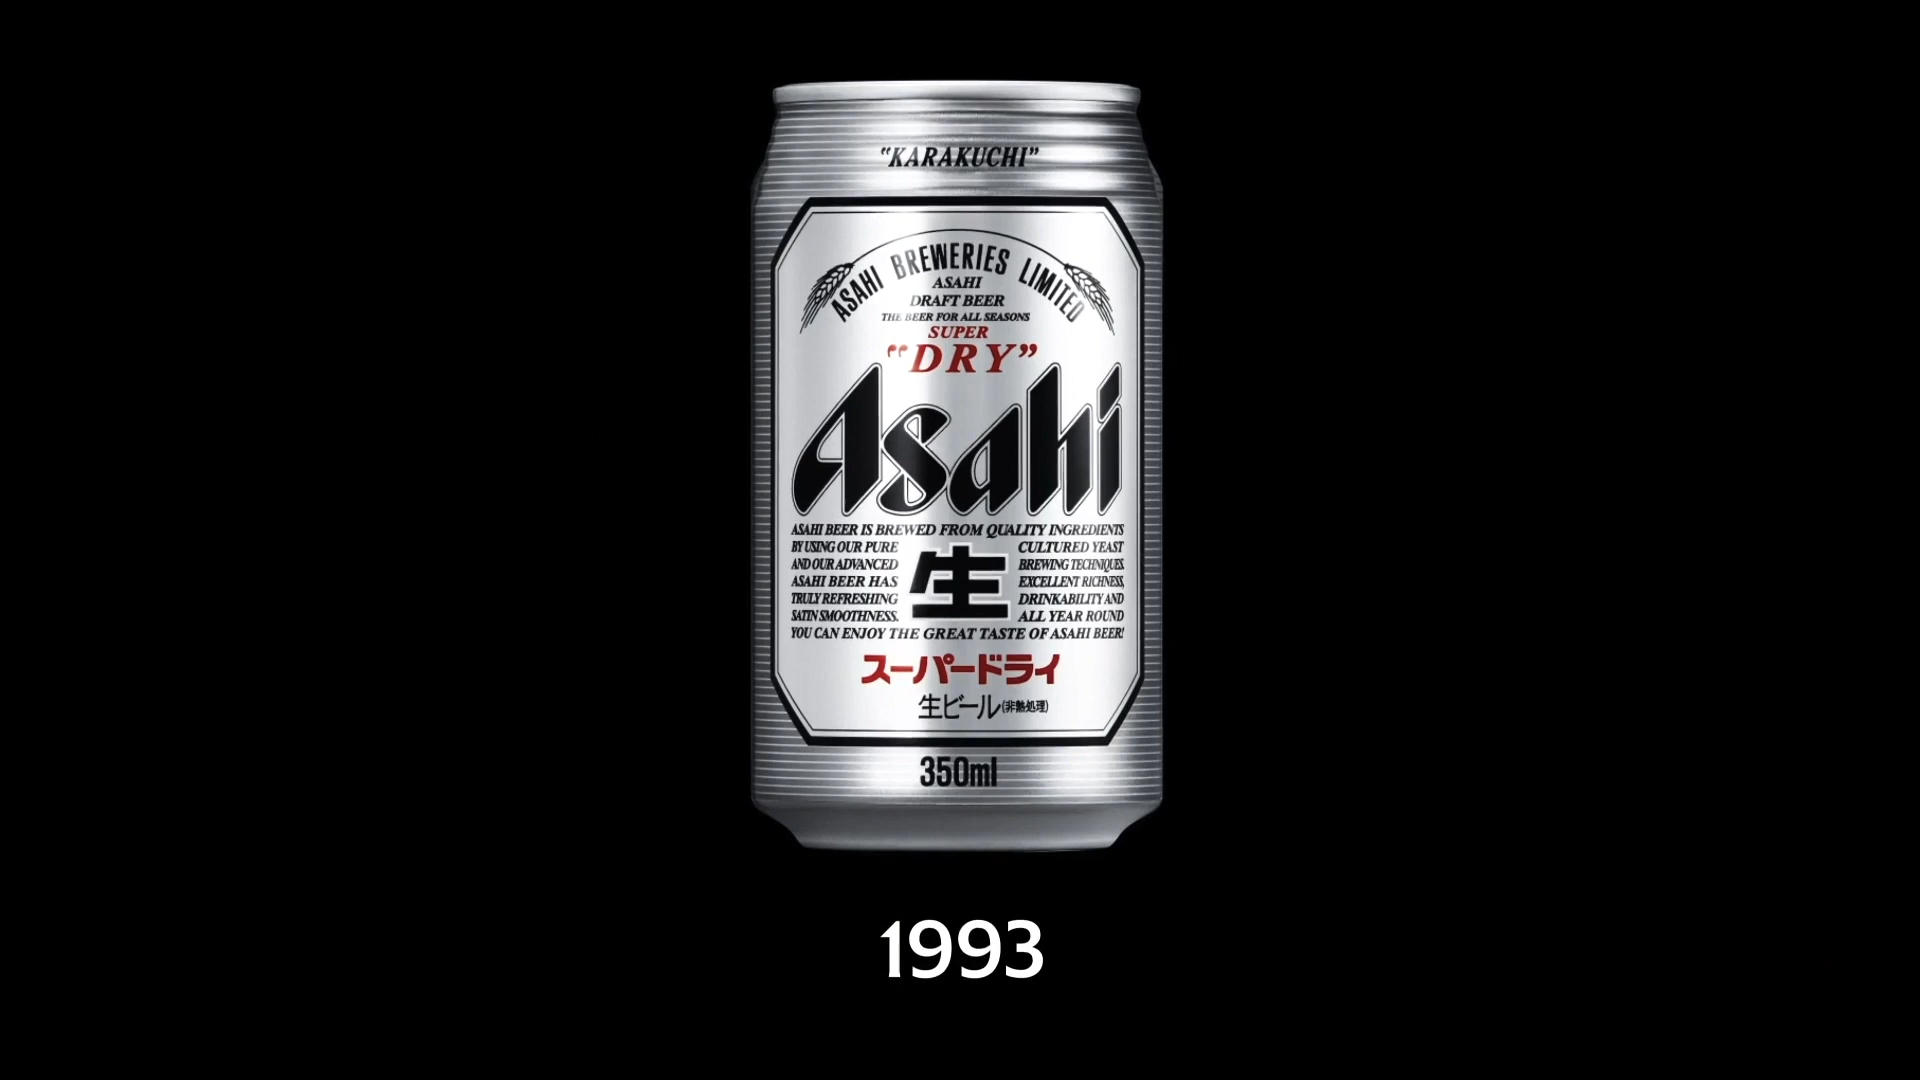 "KARAKUCHI"
ASAHI BREWERIES LIMITED
ASAHI
DRAFT BEER
THE BEER FOR ALL SEASONS
SUPER
"DRY"
Asahi
ASAHI BEER IS BREWED FROM QUALITY INGREDIENTS
BY USING OUR PURE CULTURED YEAST
AND OUR ADVANCED BREWING TECHNIQUES.
ASAHI BEER HAS EXCELLENT RICHNESS,
TRULY REFRESHING DRINKABILITY AND
SATIN SMOOTHNESS. ALL YEAR ROUND
YOU CAN ENJOY THE GREAT TASTE OF ASAHI BEER!
生
スーパードライ
生ビール(非熱処理)
350ml
1993